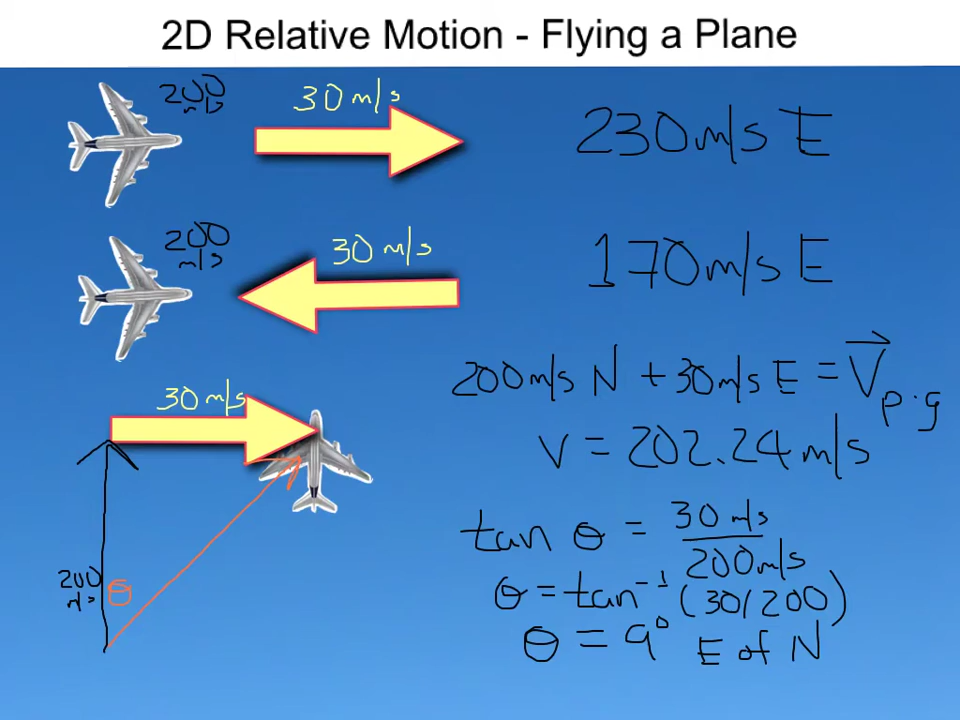 2D Relative Motion - Flying a Plane
200 m/s
30 m/s
230 m/s E
200 m/s
30 m/s
170 m/s E
30 m/s
200 m/s
θ
200 m/s N + 30 m/s E = V⃗ p·g
v = 202.24 m/s
tan θ = 30 m/s / 200 m/s
θ = tan⁻¹ (30/200)
θ = 9° E of N